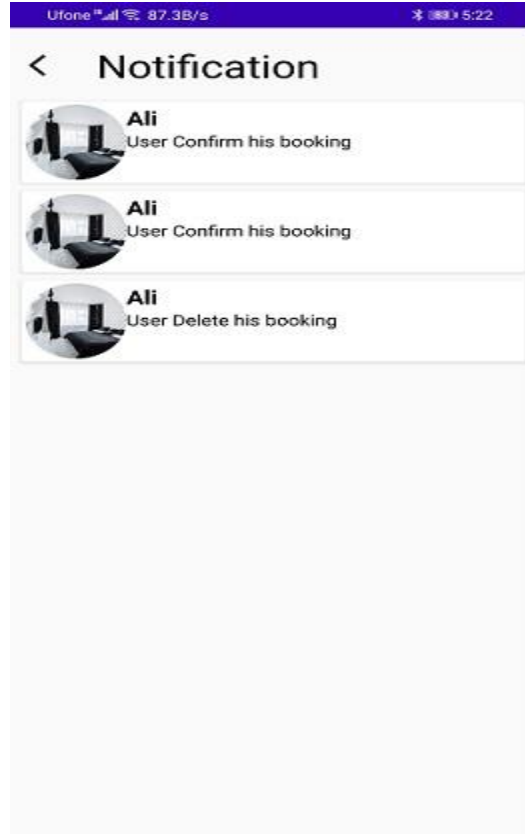 Ufone 87.3B/s 5:22
Notification
Ali
User Confirm his booking
Ali
User Confirm his booking
Ali
User Delete his booking